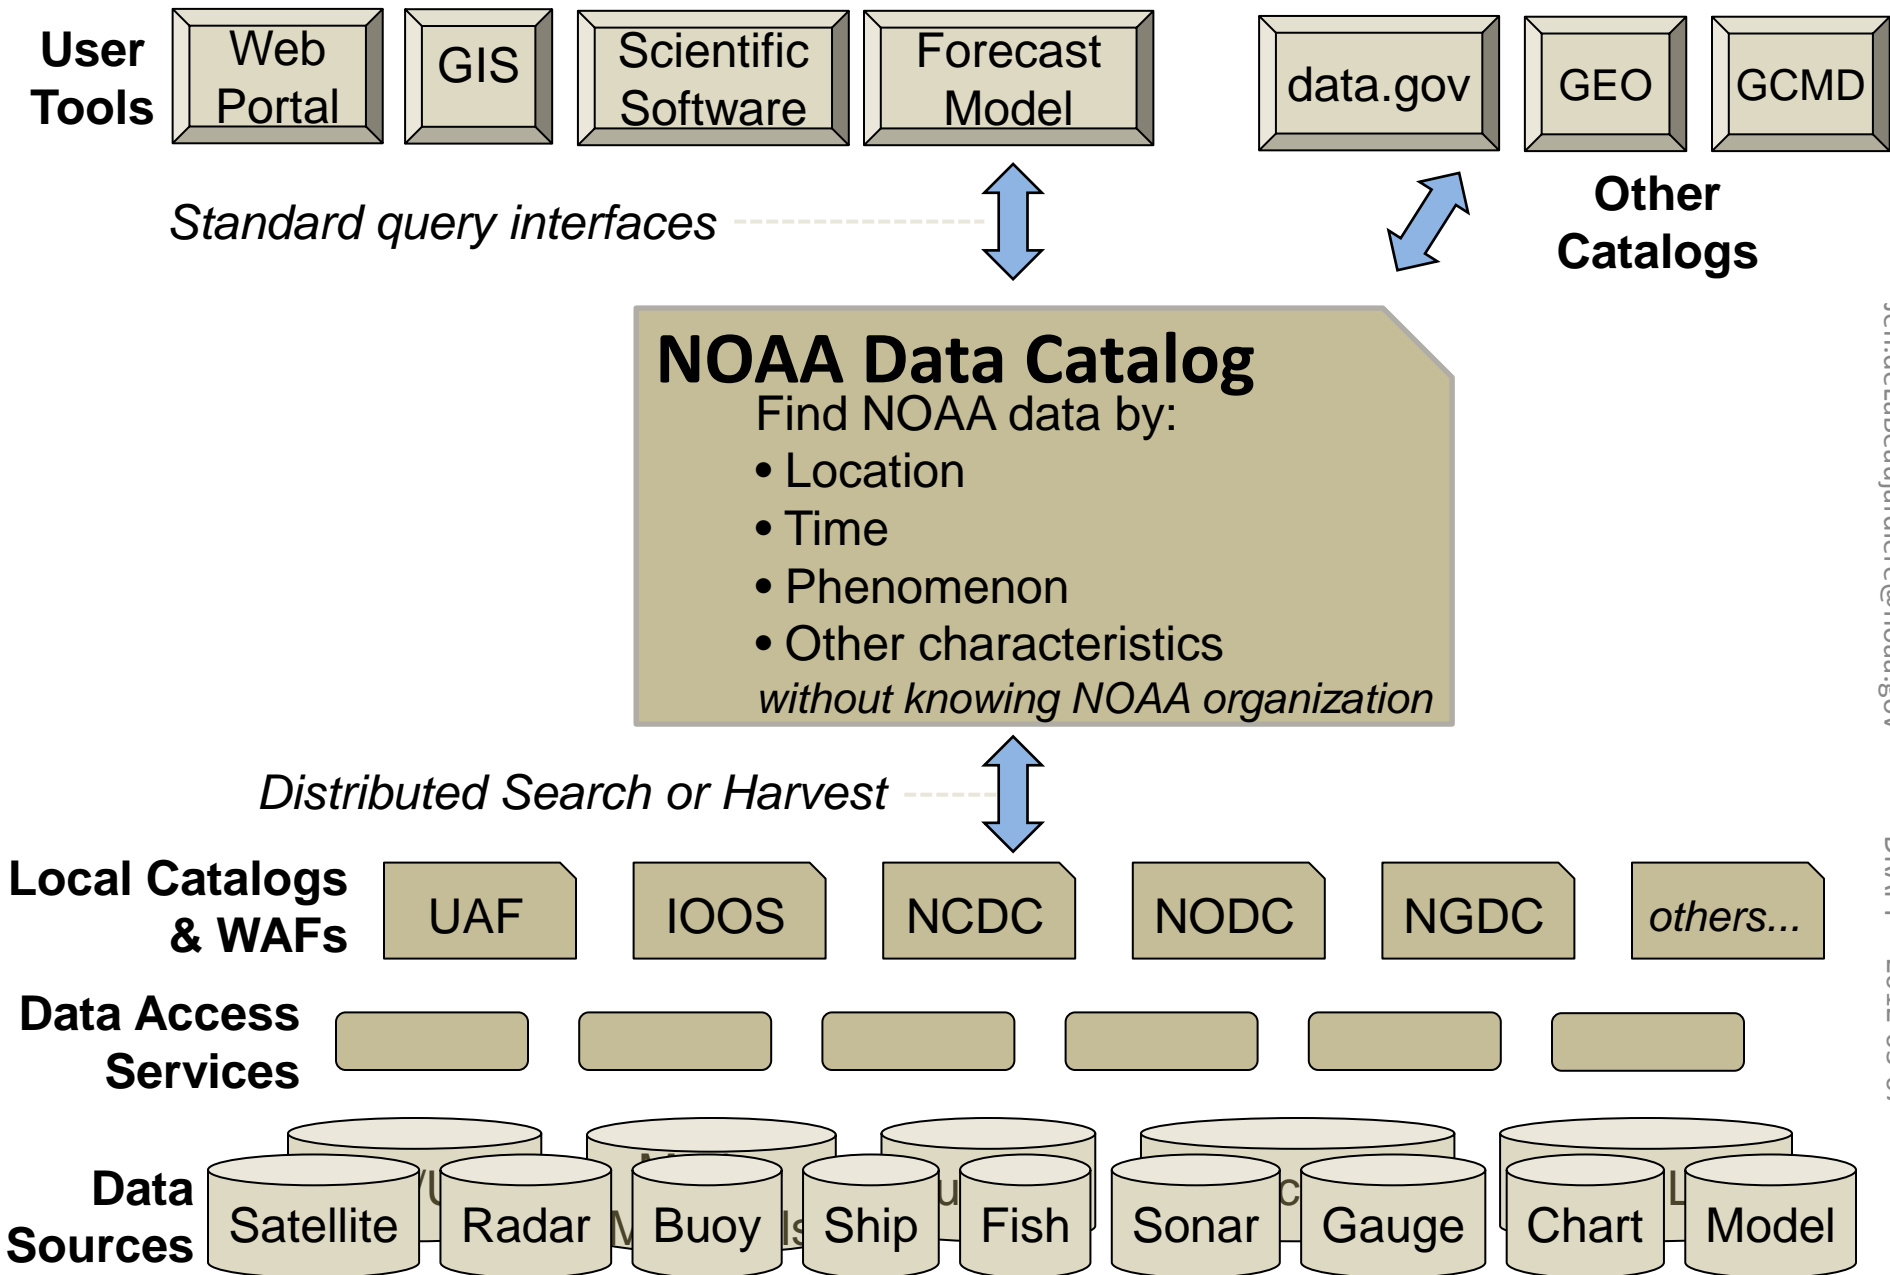 User
Tools
Web
Portal
GIS
Scientific
Software
Forecast
Model
data.gov
GEO
GCMD
Standard query interfaces
Other
Catalogs
NOAA Data Catalog
Find NOAA data by:
• Location
• Time
• Phenomenon
• Other characteristics
without knowing NOAA organization
Distributed Search or Harvest
Local Catalogs
& WAFs
UAF
IOOS
NCDC
NODC
NGDC
others...
Data Access
Services
Data
Sources
Satellite
Radar
Buoy
Ship
Fish
Sonar
Gauge
Chart
Model